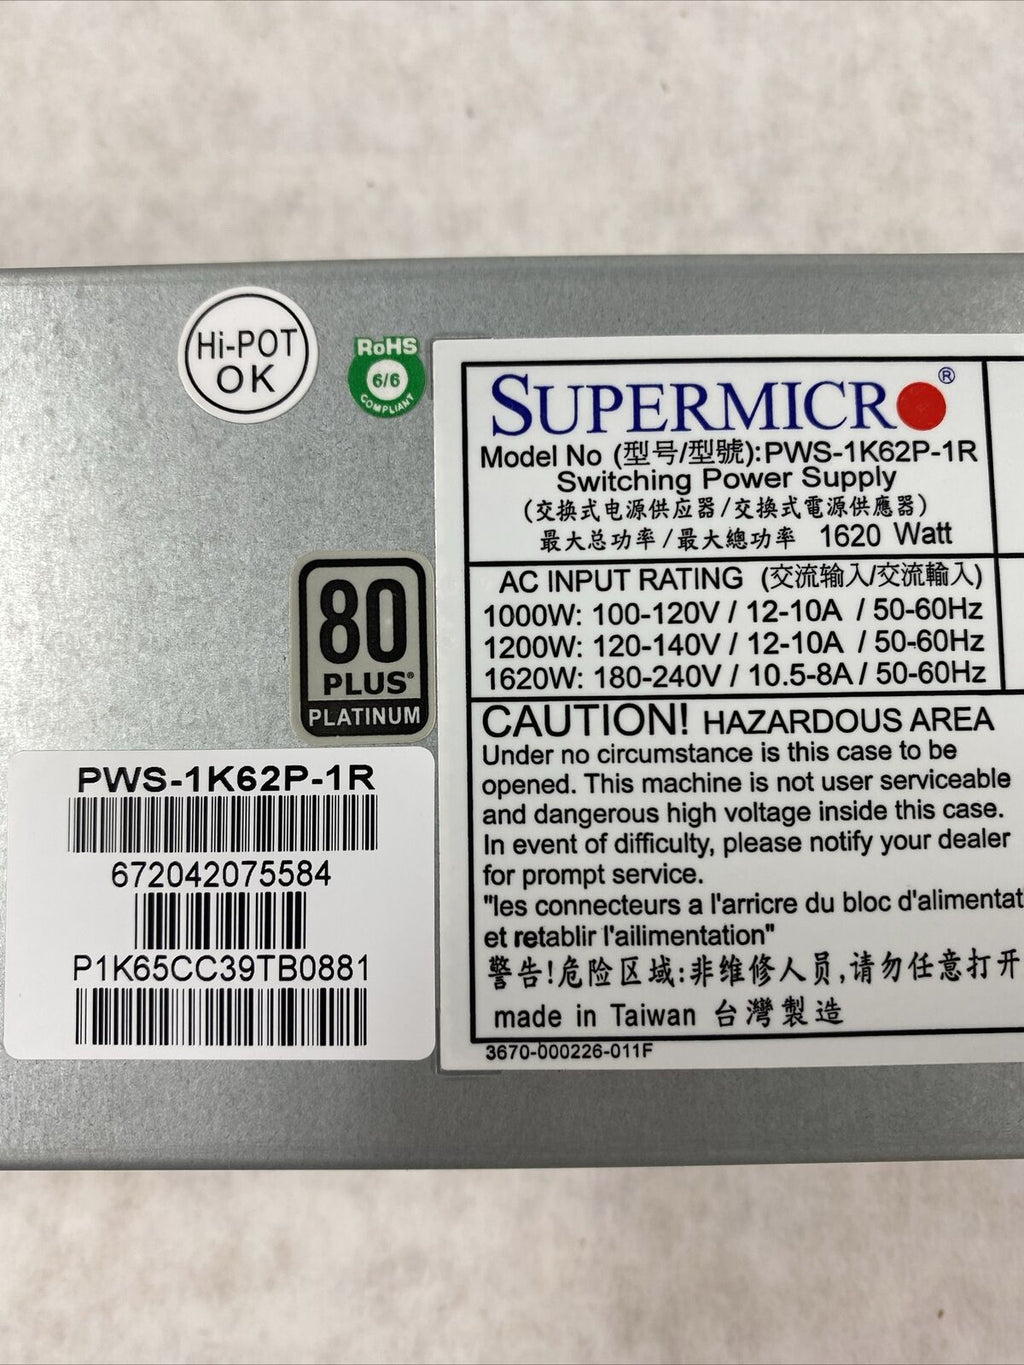 Hi-POT
OK
RoHS
6/6
COMPLIANT
SUPERMICRO®
Model No (型号/型號):PWS-1K62P-1R
Switching Power Supply
(交换式电源供应器/交換式電源供應器)
最大总功率/最大總功率 1620 Watt
AC INPUT RATING (交流输入/交流輸入)
1000W: 100-120V / 12-10A / 50-60Hz
1200W: 120-140V / 12-10A / 50-60Hz
1620W: 180-240V / 10.5-8A / 50-60Hz
CAUTION! HAZARDOUS AREA
Under no circumstance is this case to be
opened. This machine is not user serviceable
and dangerous high voltage inside this case.
In event of difficulty, please notify your dealer
for prompt service.
"les connecteurs a l'arricre du bloc d'alimentat
et retablir l'ailimentation"
警告!危险区域:非维修人员,请勿任意打开
made in Taiwan 台灣製造
3670-000226-011F
80
PLUS®
PLATINUM
PWS-1K62P-1R
672042075584
P1K65CC39TB0881